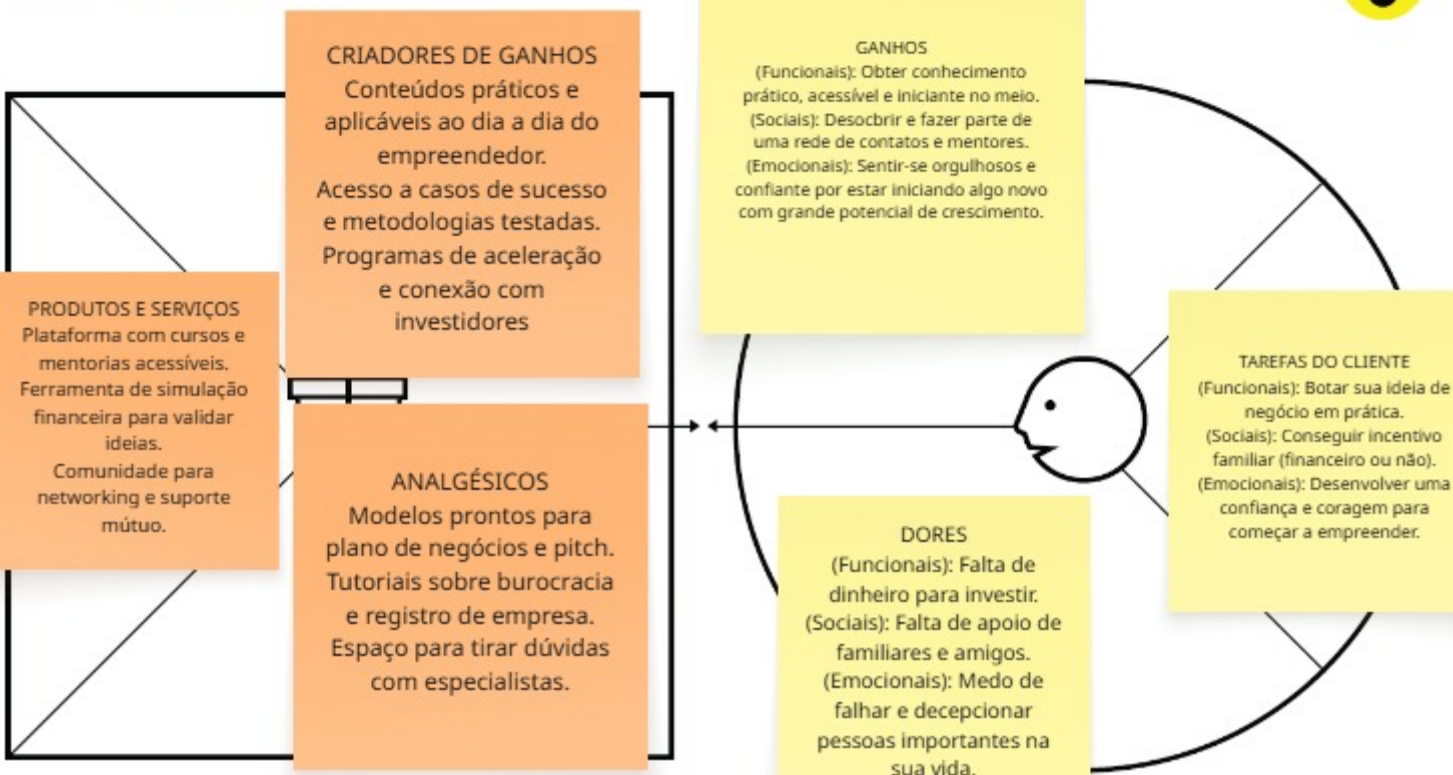 CRIADORES DE GANHOS
Conteúdos práticos e
aplicáveis ao dia a dia do
empreendedor.
Acesso a casos de sucesso
e metodologias testadas.
Programas de aceleração
e conexão com
investidores
PRODUTOS E SERVIÇOS
Plataforma com cursos e
mentorias acessíveis.
Ferramenta de simulação
financeira para validar
ideias.
Comunidade para
networking e suporte
mútuo.
ANALGÉSICOS
Modelos prontos para
plano de negócios e pitch.
Tutoriais sobre burocracia
e registro de empresa.
Espaço para tirar dúvidas
com especialistas.
GANHOS
(Funcionais): Obter conhecimento
prático, acessível e iniciante no meio.
(Sociais): Desocbrir e fazer parte de
uma rede de contatos e mentores.
(Emocionais): Sentir-se orgulhosos e
confiante por estar iniciando algo novo
com grande potencial de crescimento.
TAREFAS DO CLIENTE
(Funcionais): Botar sua ideia de
negócio em prática.
(Sociais): Conseguir incentivo
familiar (financeiro ou não).
(Emocionais): Desenvolver uma
confiança e coragem para
começar a empreender.
DORES
(Funcionais): Falta de
dinheiro para investir.
(Sociais): Falta de apoio de
familiares e amigos.
(Emocionais): Medo de
falhar e decepcionar
pessoas importantes na
sua vida.